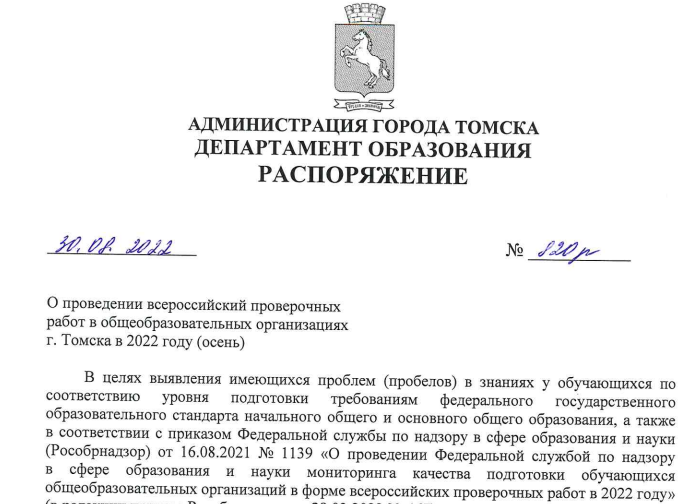 АДМИНИСТРАЦИЯ ГОРОДА ТОМСКА
ДЕПАРТАМЕНТ ОБРАЗОВАНИЯ
РАСПОРЯЖЕНИЕ
30.08.2022 № 820р
О проведении всероссийский проверочных
работ в общеобразовательных организациях
г. Томска в 2022 году (осень)
В целях выявления имеющихся проблем (пробелов) в знаниях у обучающихся по
соответствию уровня подготовки требованиям федерального государственного
образовательного стандарта начального общего и основного общего образования, а также
в соответствии с приказом Федеральной службы по надзору в сфере образования и науки
(Рособрнадзор) от 16.08.2021 № 1139 «О проведении Федеральной службой по надзору
в сфере образования и науки мониторинга качества подготовки обучающихся
общеобразовательных организаций в форме всероссийских проверочных работ в 2022 году»